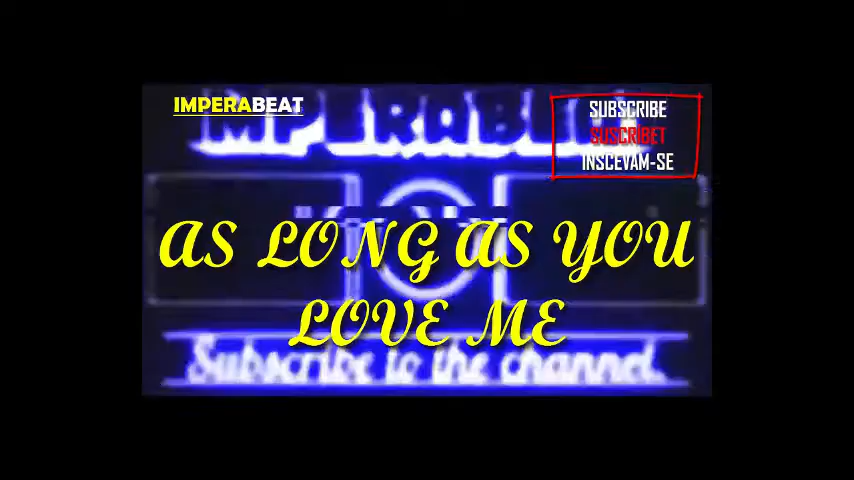 IMPERABEAT
SUBSCRIBE
SUSCRIBET
INSCEVAM-SE
AS LONG AS YOU
LOVE ME
Subscribe to the channel.